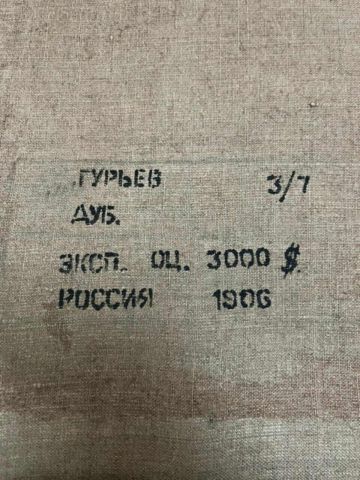 ГУРЬЕВ 3/7
ДУБ.
ЭКСП. ОЦ. 3000 $.
РОССИЯ 1906